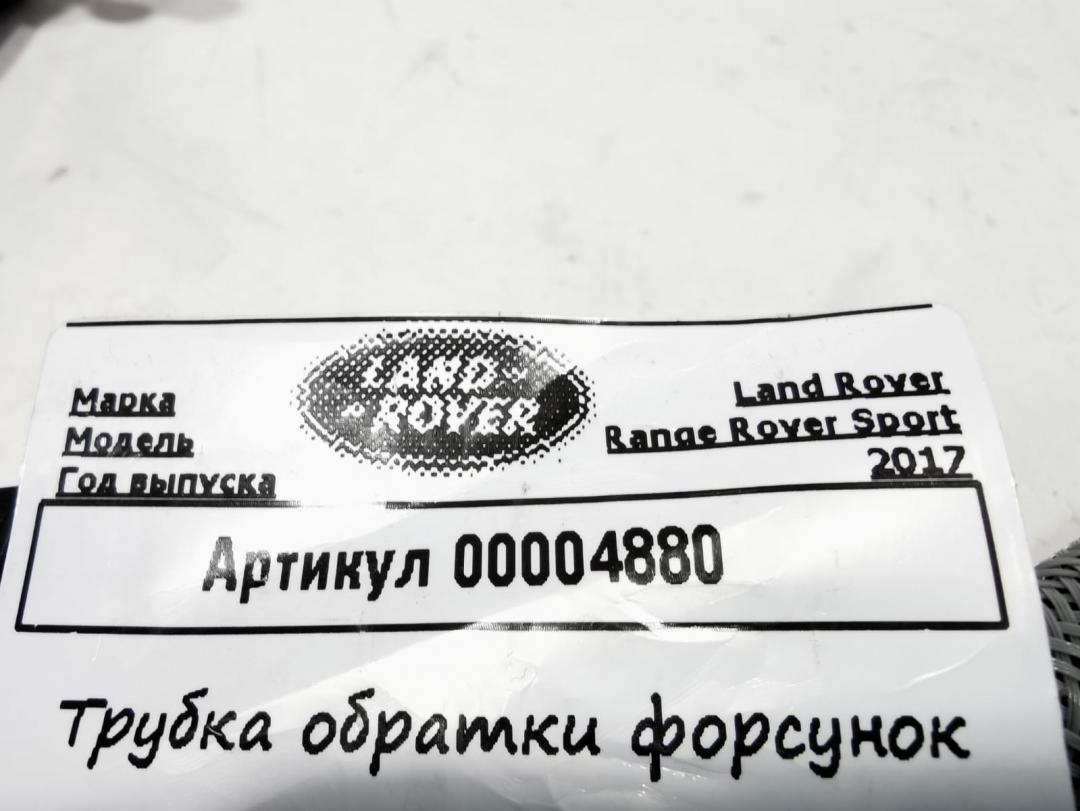 LAND
ROVER
Марка Land Rover
Модель Range Rover Sport
Год выпуска 2017
Артикул 00004880
Трубка обратки форсунок